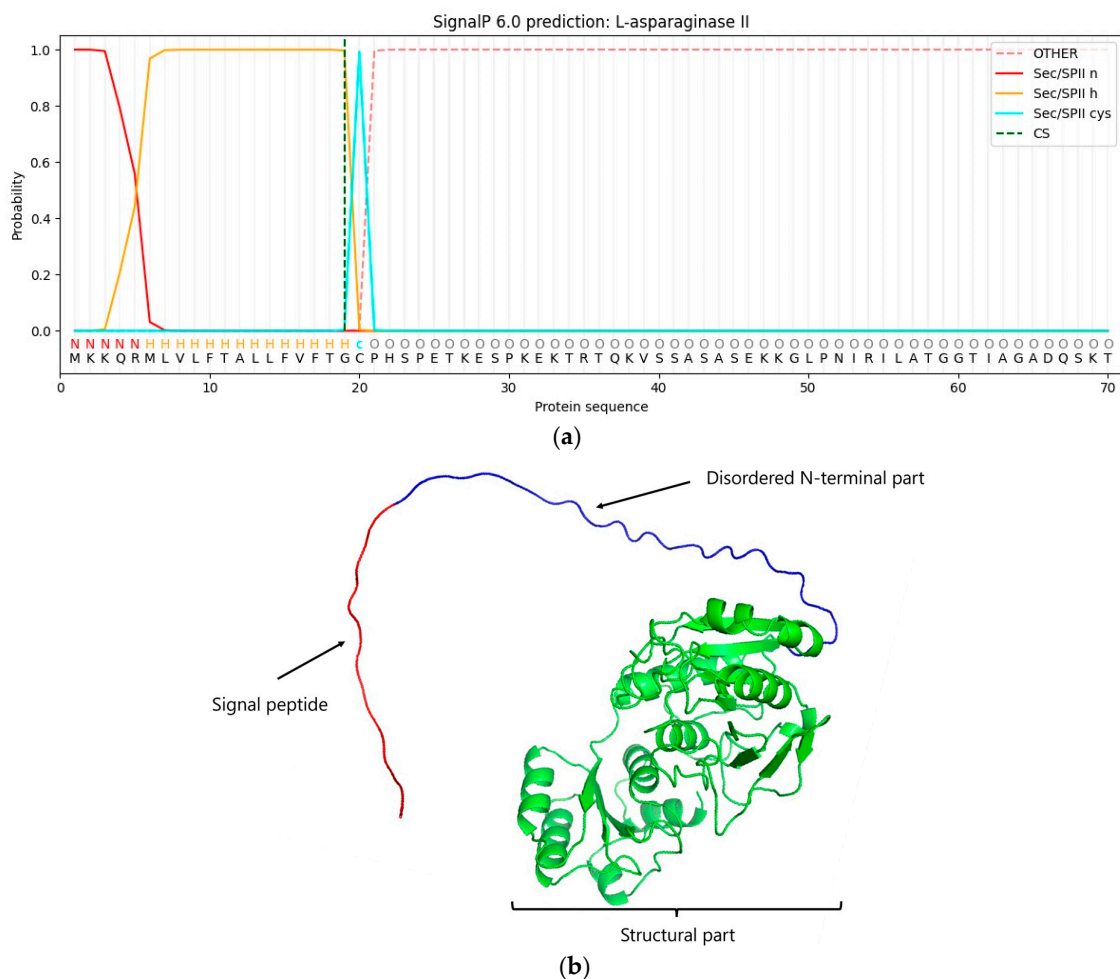 SignalP 6.0 prediction: L-asparaginase II
1.0
0.8
0.6
0.4
0.2
0.0
Probability
OTHER
Sec/SPII n
Sec/SPII h
Sec/SPII cys
CS
N N N N N H H H H H H H H H H H H H H c O O O O O O O O O O O O O O O O O O O O O O O O O O O O O O O O O O O O O O O O O O O O O O O O O O
M K K Q R M L V L F T A L L F V F T G C P H S P E T K E S P K E K T R T Q K V S S A S A S E K K G L P N I R I L A T G G T I A G A D Q S K T
0 10 20 30 40 50 60 70
Protein sequence
(a)
Disordered N-terminal part
Signal peptide
Structural part
(b)